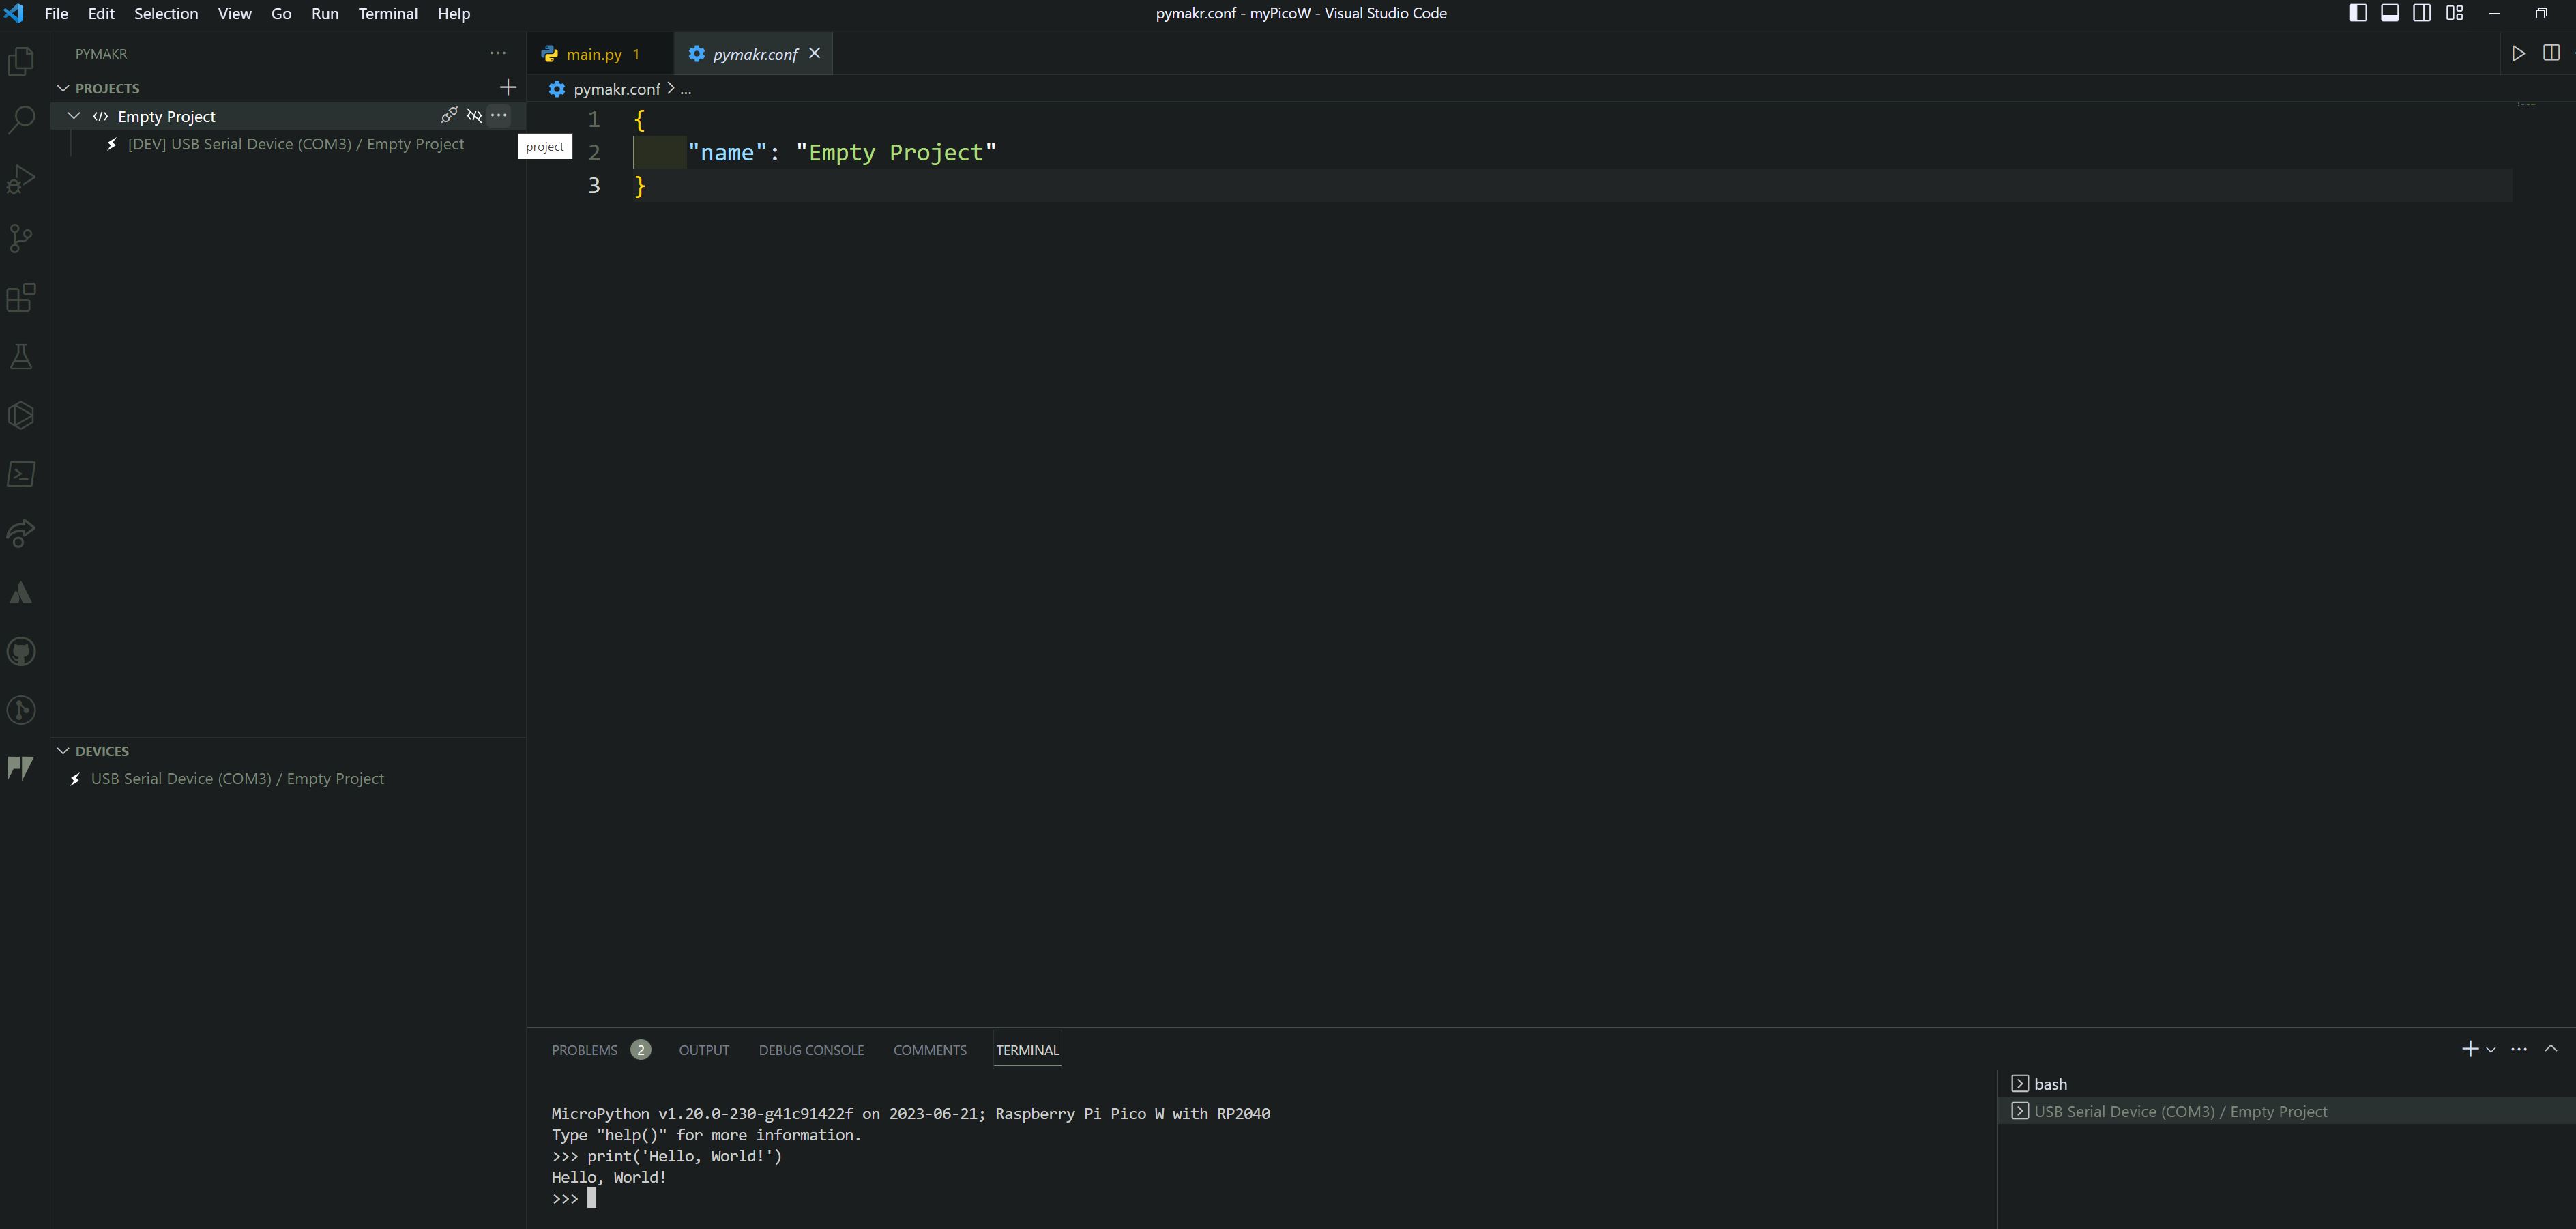 File Edit Selection View Go Run Terminal Help
pymakr.conf - myPicoW - Visual Studio Code
PYMAKR
PROJECTS
Empty Project
[DEV] USB Serial Device (COM3) / Empty Project
project
DEVICES
USB Serial Device (COM3) / Empty Project
main.py 1
pymakr.conf
pymakr.conf > ...
1 {
2 "name": "Empty Project"
3 }
PROBLEMS 2 OUTPUT DEBUG CONSOLE COMMENTS TERMINAL
MicroPython v1.20.0-230-g41c91422f on 2023-06-21; Raspberry Pi Pico W with RP2040
Type "help()" for more information.
>>> print('Hello, World!')
Hello, World!
>>>
bash
USB Serial Device (COM3) / Empty Project